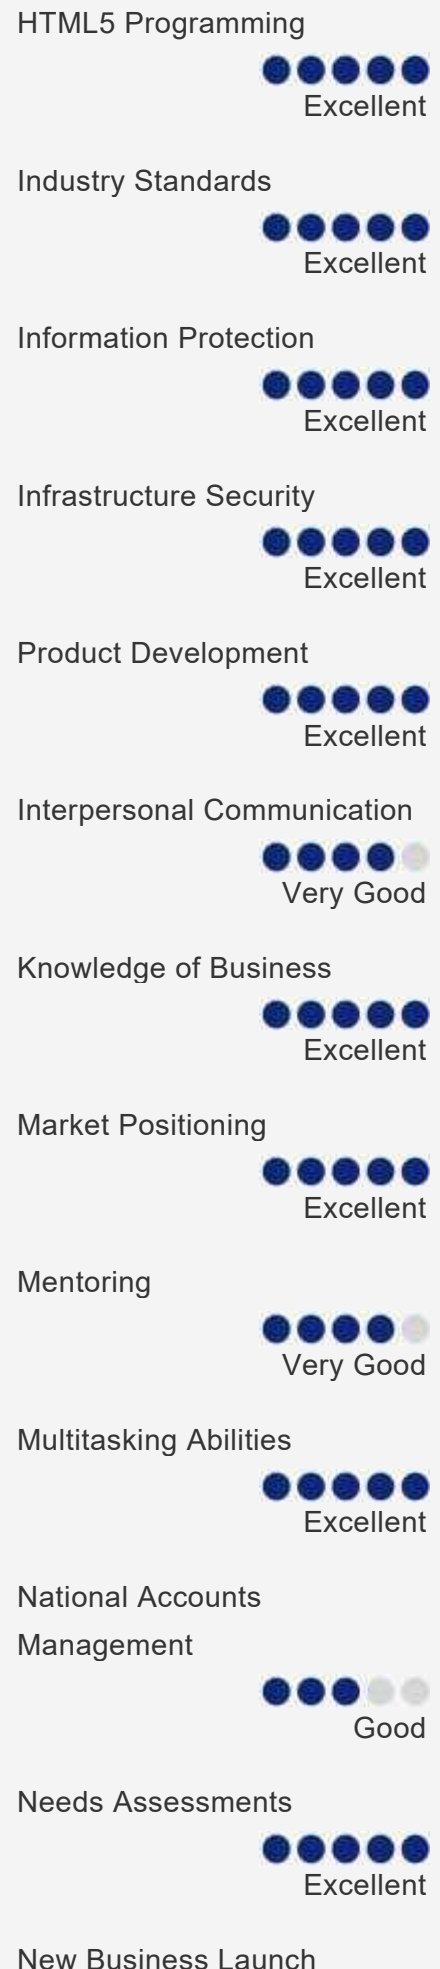 HTML5 Programming
Excellent
Industry Standards
Excellent
Information Protection
Excellent
Infrastructure Security
Excellent
Product Development
Excellent
Interpersonal Communication
Very Good
Knowledge of Business
Excellent
Market Positioning
Excellent
Mentoring
Very Good
Multitasking Abilities
Excellent
National Accounts
Management
Good
Needs Assessments
Excellent
New Business Launch